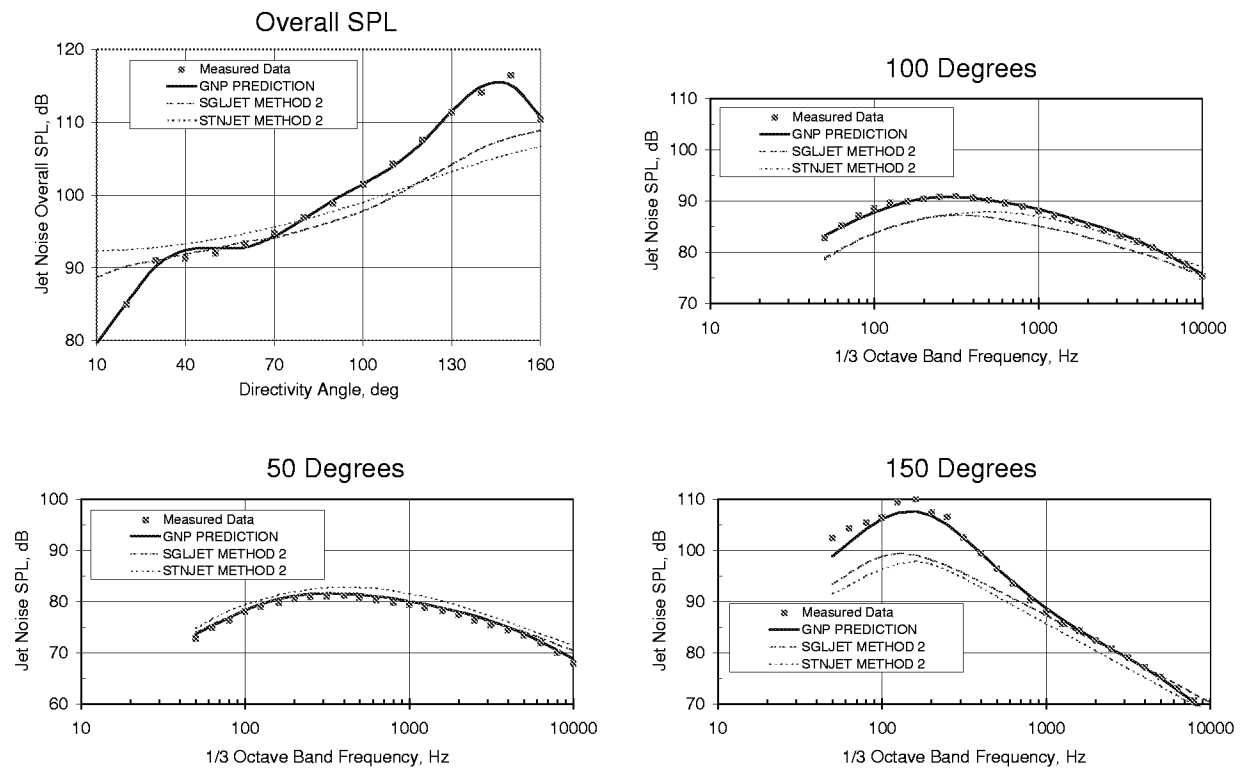 Overall SPL
Jet Noise Overall SPL, dB
120
110
100
90
80
Measured Data
GNP PREDICTION
SGLJET METHOD 2
STNJET METHOD 2
10 40 70 100 130 160
Directivity Angle, deg
100 Degrees
Jet Noise SPL, dB
110
100
90
80
70
Measured Data
GNP PREDICTION
SGLJET METHOD 2
STNJET METHOD 2
10 100 1000 10000
1/3 Octave Band Frequency, Hz
50 Degrees
Jet Noise SPL, dB
100
90
80
70
60
Measured Data
GNP PREDICTION
SGLJET METHOD 2
STNJET METHOD 2
10 100 1000 10000
1/3 Octave Band Frequency, Hz
150 Degrees
Jet Noise SPL, dB
110
100
90
80
70
Measured Data
GNP PREDICTION
SGLJET METHOD 2
STNJET METHOD 2
10 100 1000 10000
1/3 Octave Band Frequency, Hz